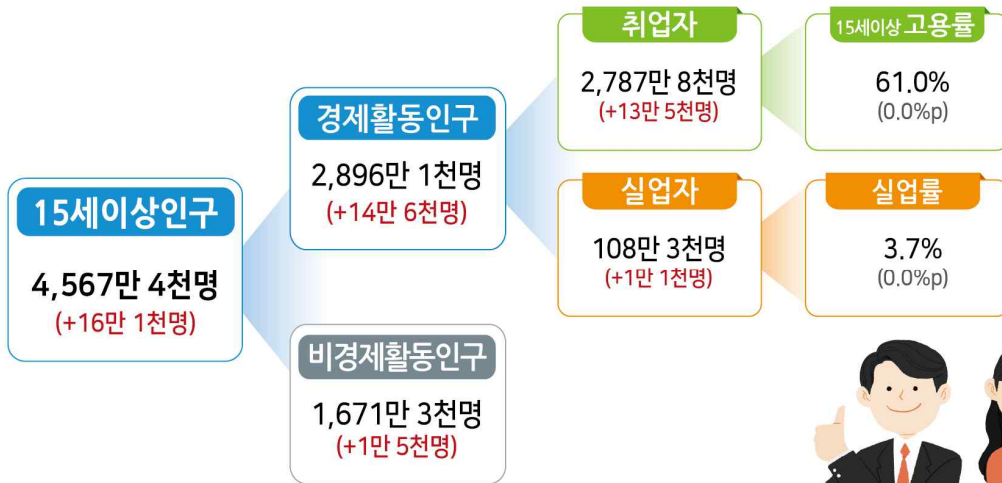 15세이상인구
4,567만 4천명
(+16만 1천명)
경제활동인구
2,896만 1천명
(+14만 6천명)
비경제활동인구
1,671만 3천명
(+1만 5천명)
취업자
2,787만 8천명
(+13만 5천명)
15세이상 고용률
61.0%
(0.0%p)
실업자
108만 3천명
(+1만 1천명)
실업률
3.7%
(0.0%p)